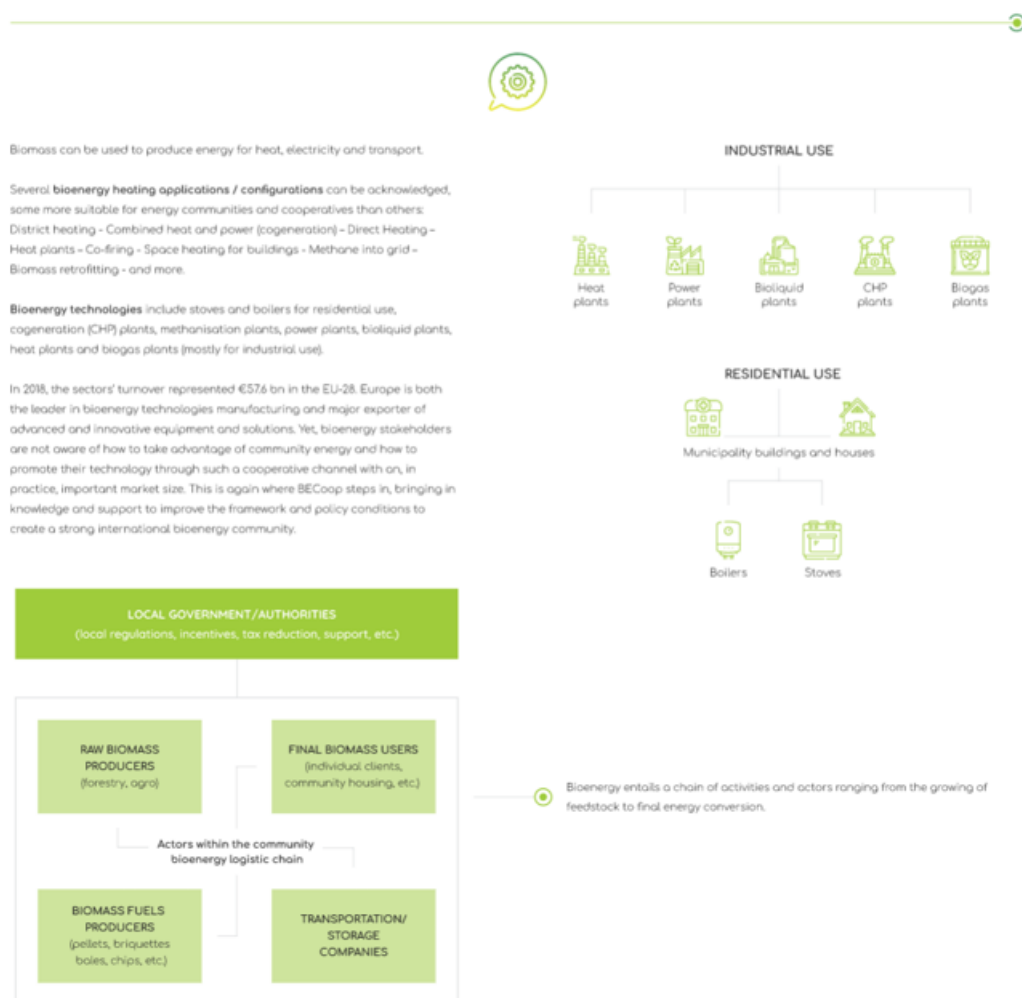 Biomass can be used to produce energy for heat, electricity and transport.
Several bioenergy heating applications / configurations can be acknowledged,
some more suitable for energy communities and cooperatives than others:
District heating - Combined heat and power (cogeneration) – Direct Heating –
Heat plants – Co-firing - Space heating for buildings - Methane into grid –
Biomass retrofitting - and more.
Bioenergy technologies include stoves and boilers for residential use,
cogeneration (CHP) plants, methanisation plants, power plants, bioliquid plants,
heat plants and biogas plants (mostly for industrial use).
In 2018, the sectors' turnover represented €57.6 bn in the EU-28. Europe is both
the leader in bioenergy technologies manufacturing and major exporter of
advanced and innovative equipment and solutions. Yet, bioenergy stakeholders
are not aware of how to take advantage of community energy and how to
promote their technology through such a cooperative channel with an, in
practice, important market size. This is again where BECoop steps in, bringing in
knowledge and support to improve the framework and policy conditions to
create a strong international bioenergy community.
INDUSTRIAL USE
Heat
plants
Power
plants
Bioliquid
plants
CHP
plants
Biogas
plants
RESIDENTIAL USE
Municipality buildings and houses
Boilers
Stoves
LOCAL GOVERNMENT/AUTHORITIES
(local regulations, incentives, tax reduction, support, etc.)
RAW BIOMASS
PRODUCERS
(forestry, agro)
FINAL BIOMASS USERS
(individual clients,
community housing, etc.)
Actors within the community
bioenergy logistic chain
BIOMASS FUELS
PRODUCERS
(pellets, briquettes
bales, chips, etc.)
TRANSPORTATION/
STORAGE
COMPANIES
Bioenergy entails a chain of activities and actors ranging from the growing of
feedstock to final energy conversion.